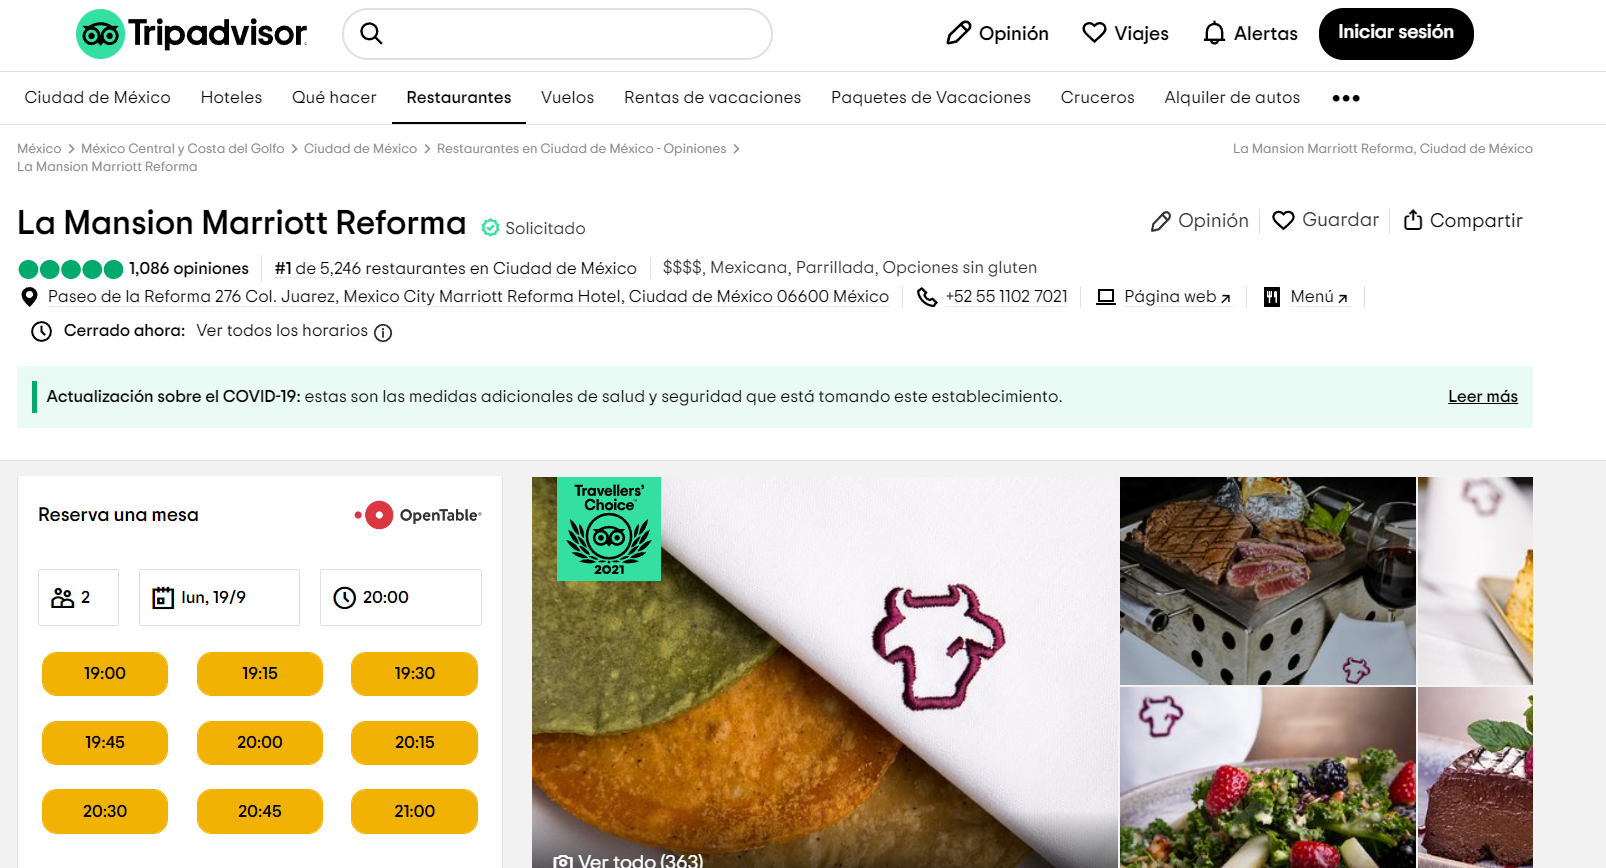 Tripadvisor
Opinión
Viajes
Alertas
Iniciar sesión
Ciudad de México
Hoteles
Qué hacer
Restaurantes
Vuelos
Rentas de vacaciones
Paquetes de Vacaciones
Cruceros
Alquiler de autos
México > México Central y Costa del Golfo > Ciudad de México > Restaurantes en Ciudad de México - Opiniones >
La Mansion Marriott Reforma
La Mansion Marriott Reforma, Ciudad de México
La Mansion Marriott Reforma
Solicitado
Opinión
Guardar
Compartir
1,086 opiniones
#1 de 5,246 restaurantes en Ciudad de México
$$$$, Mexicana, Parrillada, Opciones sin gluten
Paseo de la Reforma 276 Col. Juarez, Mexico City Marriott Reforma Hotel, Ciudad de México 06600 México
+52 55 1102 7021
Página web
Menú
Cerrado ahora: Ver todos los horarios
Actualización sobre el COVID-19: estas son las medidas adicionales de salud y seguridad que está tomando este establecimiento.
Leer más
Reserva una mesa
OpenTable
2
lun, 19/9
20:00
19:00
19:15
19:30
19:45
20:00
20:15
20:30
20:45
21:00
Travellers'
Choice™
2021
Ver todo (363)